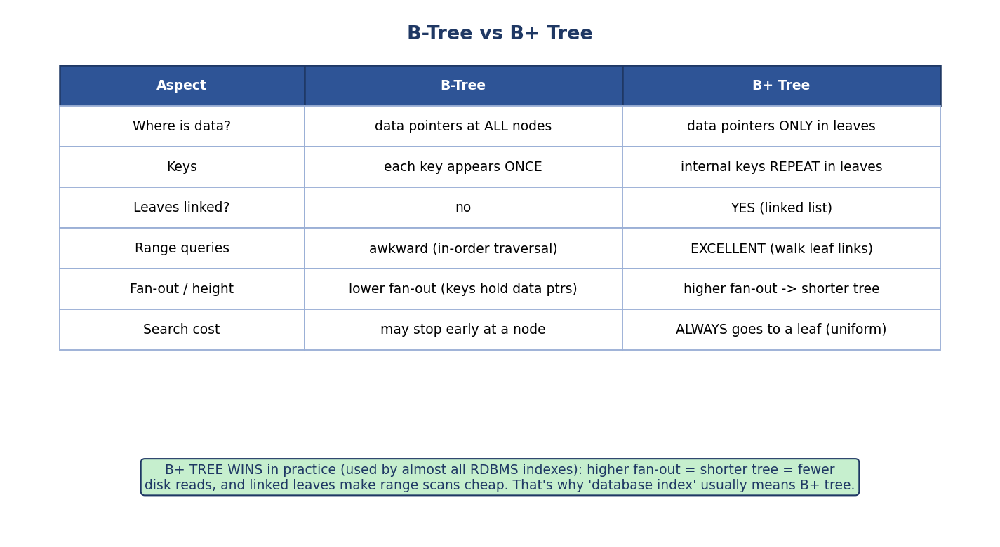 B-Tree vs B+ Tree
Aspect B-Tree B+ Tree
Where is data? data pointers at ALL nodes data pointers ONLY in leaves
Keys each key appears ONCE internal keys REPEAT in leaves
Leaves linked? no YES (linked list)
Range queries awkward (in-order traversal) EXCELLENT (walk leaf links)
Fan-out / height lower fan-out (keys hold data ptrs) higher fan-out -> shorter tree
Search cost may stop early at a node ALWAYS goes to a leaf (uniform)
B+ TREE WINS in practice (used by almost all RDBMS indexes): higher fan-out = shorter tree = fewer
disk reads, and linked leaves make range scans cheap. That's why 'database index' usually means B+ tree.